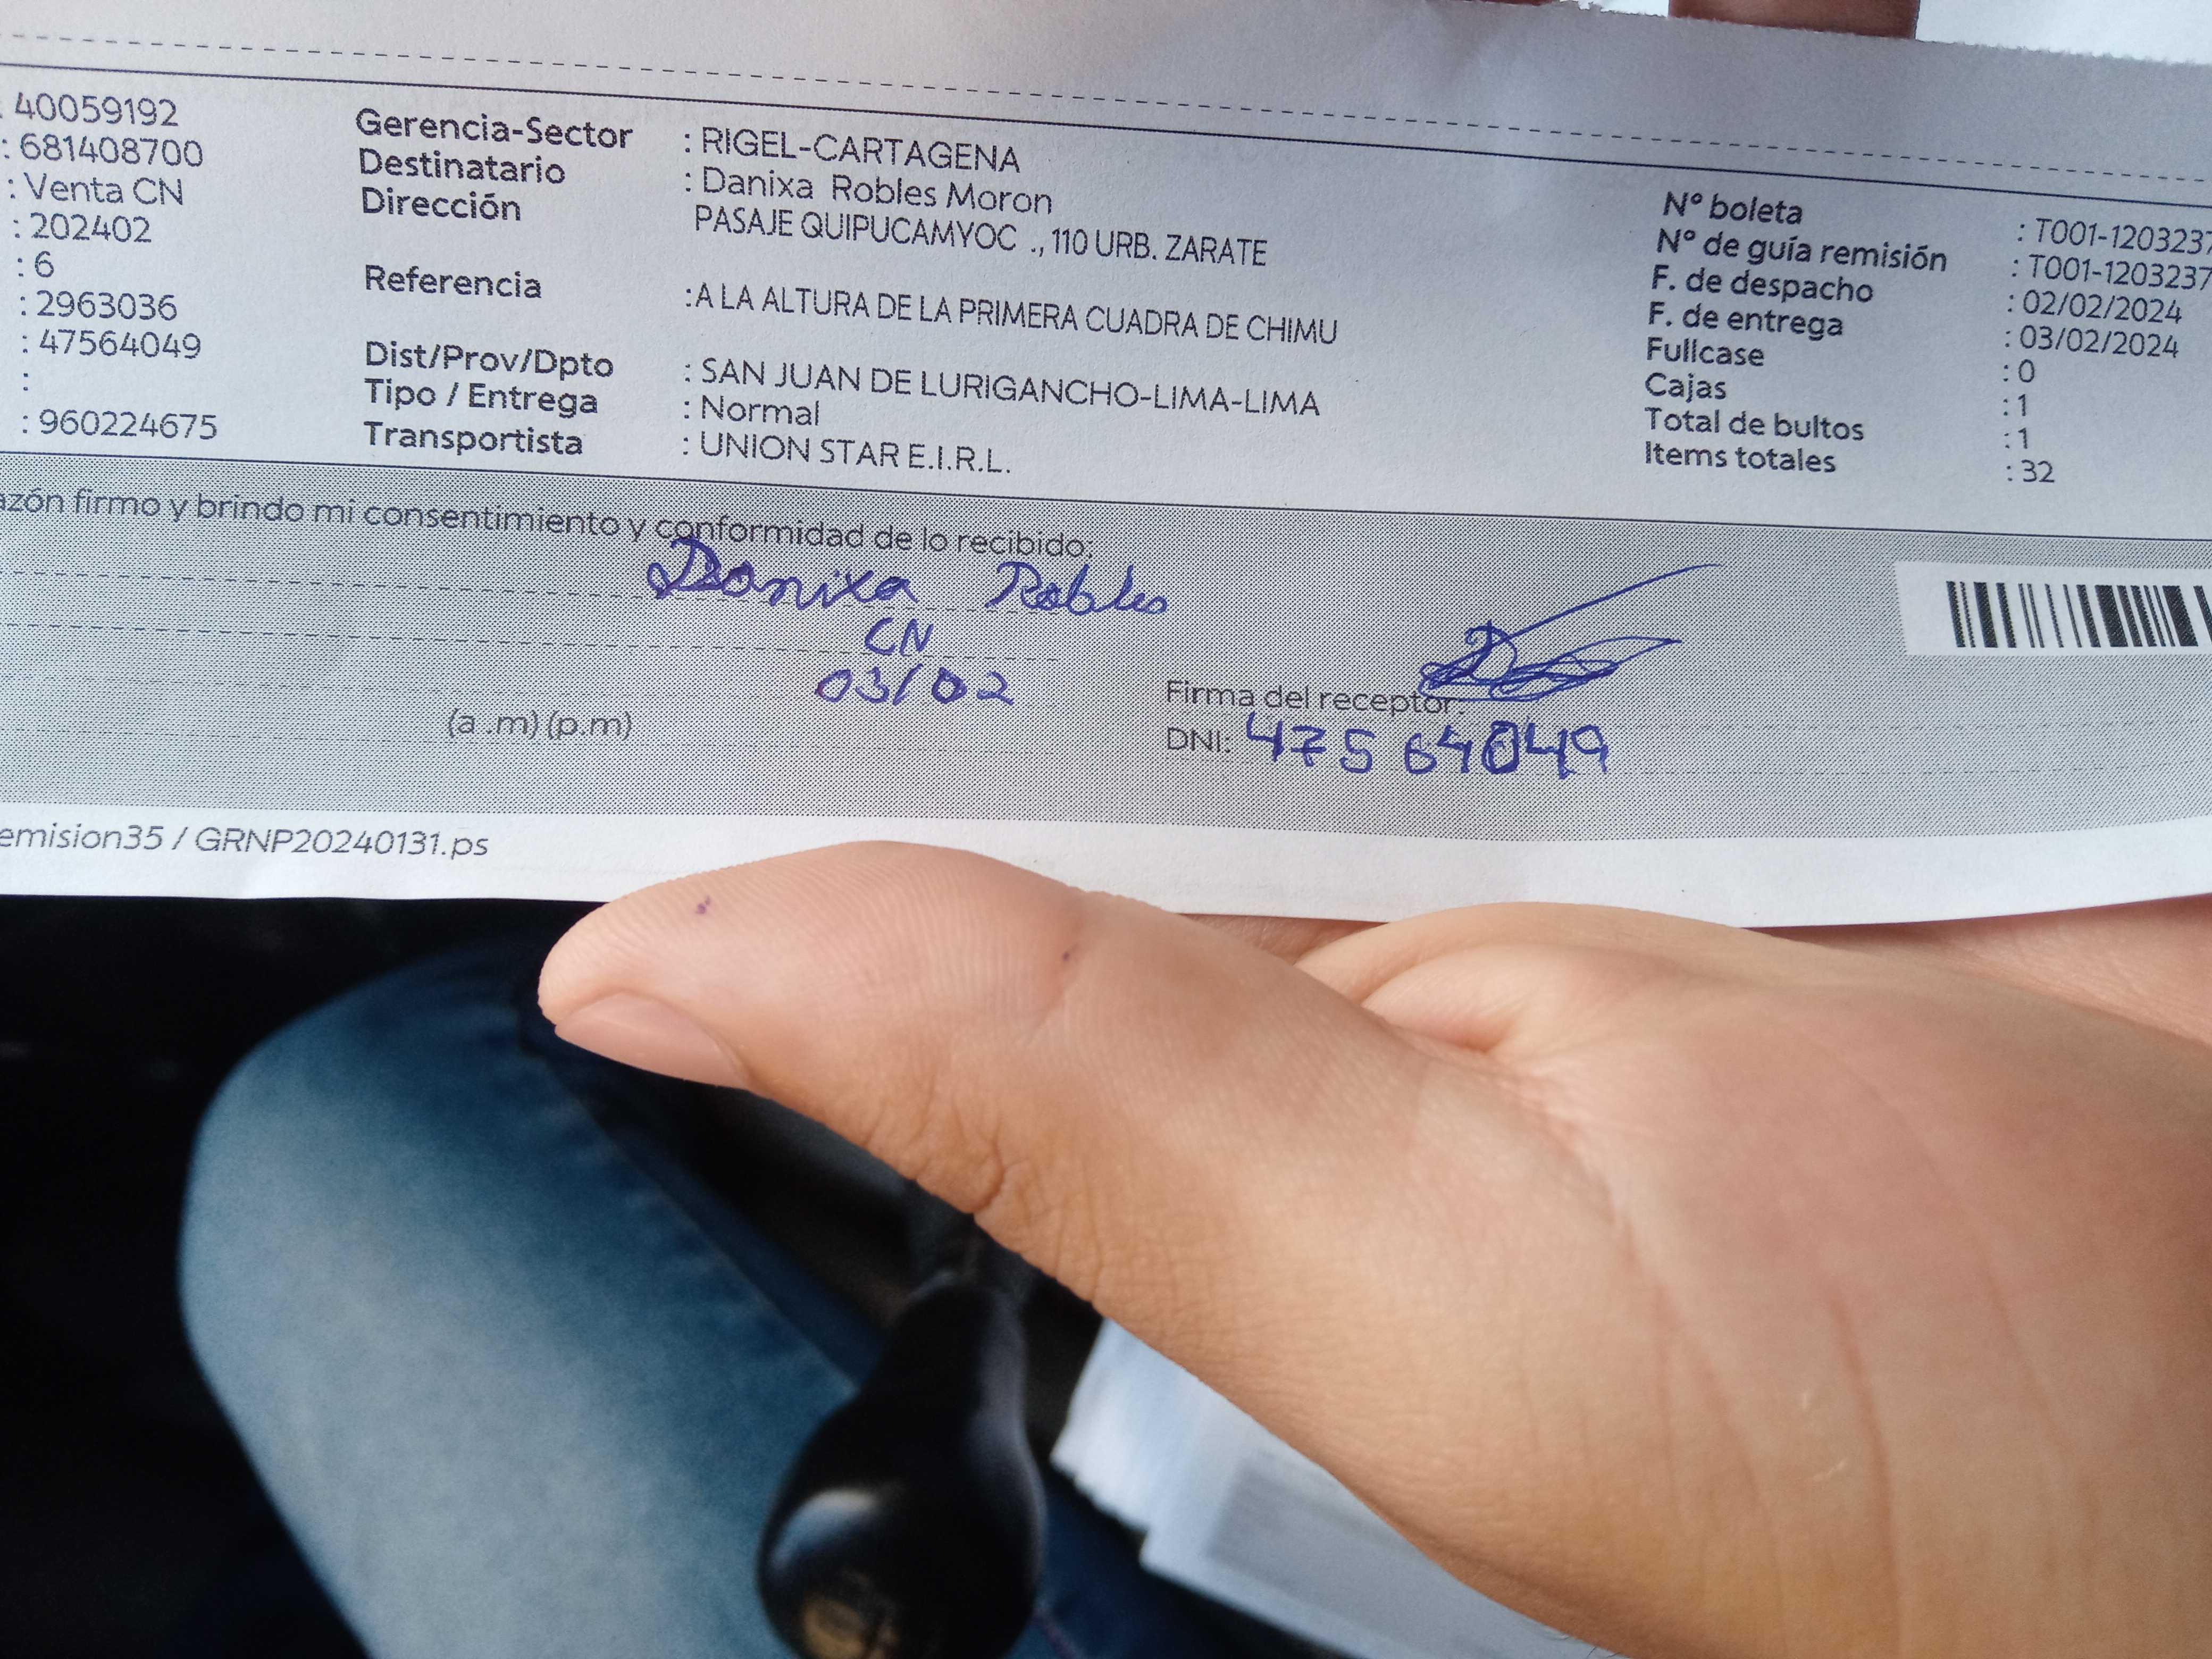 : 40059192
: 681408700
: Venta CN
: 202402
: 6
: 2963036
: 47564049
:
: 960224675
Gerencia-Sector : RIGEL-CARTAGENA
Destinatario : Danixa Robles Moron
Dirección PASAJE QUIPUCAMYOC ., 110 URB. ZARATE
Referencia :A LA ALTURA DE LA PRIMERA CUADRA DE CHIMU
Dist/Prov/Dpto : SAN JUAN DE LURIGANCHO-LIMA-LIMA
Tipo / Entrega : Normal
Transportista : UNION STAR E.I.R.L.
N° boleta : T001-1203237
N° de guía remisión : T001-1203237
F. de despacho : 02/02/2024
F. de entrega : 03/02/2024
Fullcase : 0
Cajas : 1
Total de bultos : 1
Items totales : 32
azón firmo y brindo mi consentimiento y conformidad de lo recibido:
Danixa Robles
CN
03/02
(a .m) (p.m)
Firma del receptor:
DNI: 47564049
emision35 / GRNP20240131.ps